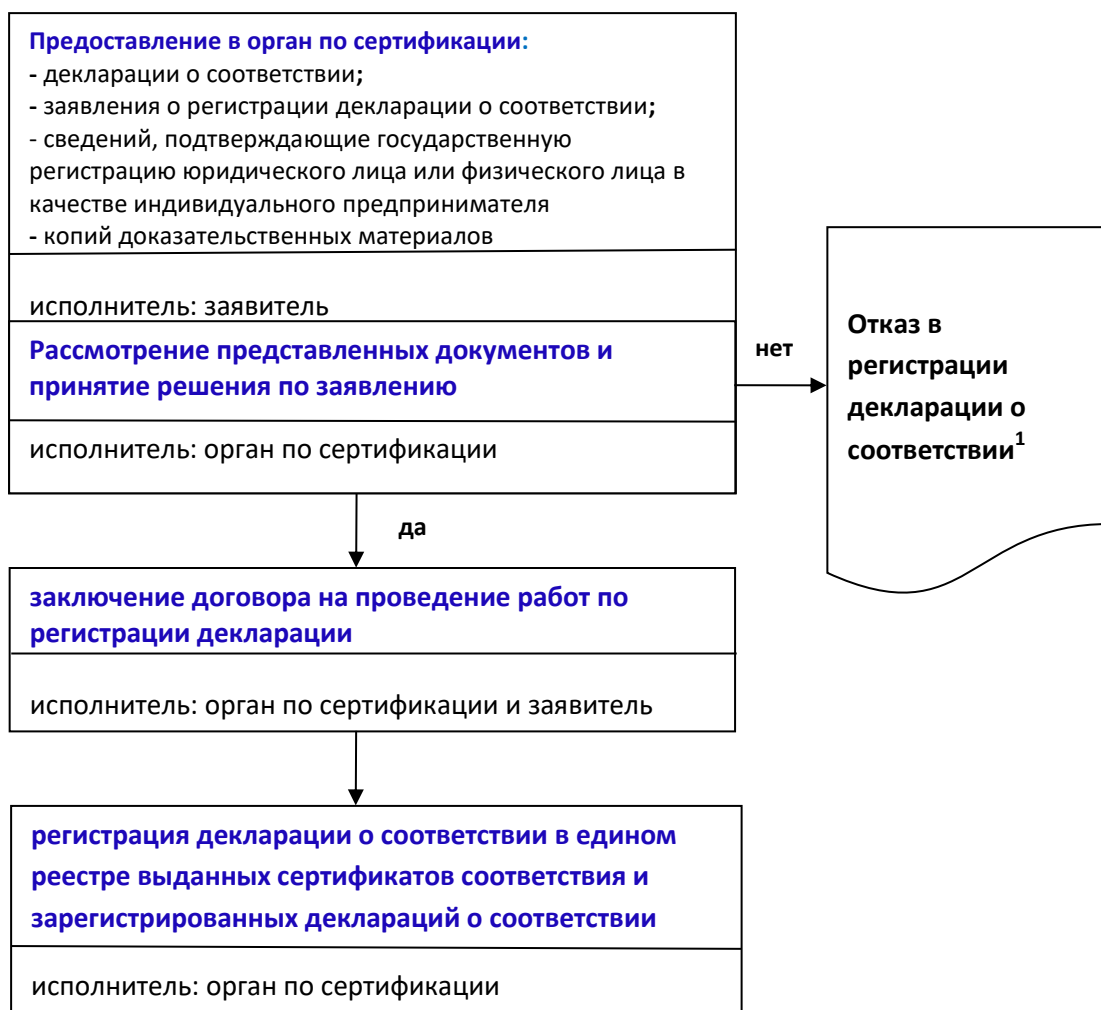 Предоставление в орган по сертификации:
- декларации о соответствии;
- заявления о регистрации декларации о соответствии;
- сведений, подтверждающие государственную
регистрацию юридического лица или физического лица в
качестве индивидуального предпринимателя
- копий доказательственных материалов
исполнитель: заявитель
Рассмотрение представленных документов и
принятие решения по заявлению
исполнитель: орган по сертификации
нет
Отказ в
регистрации
декларации о
соответствии¹
да
заключение договора на проведение работ по
регистрации декларации
исполнитель: орган по сертификации и заявитель
регистрация декларации о соответствии в едином
реестре выданных сертификатов соответствия и
зарегистрированных деклараций о соответствии
исполнитель: орган по сертификации